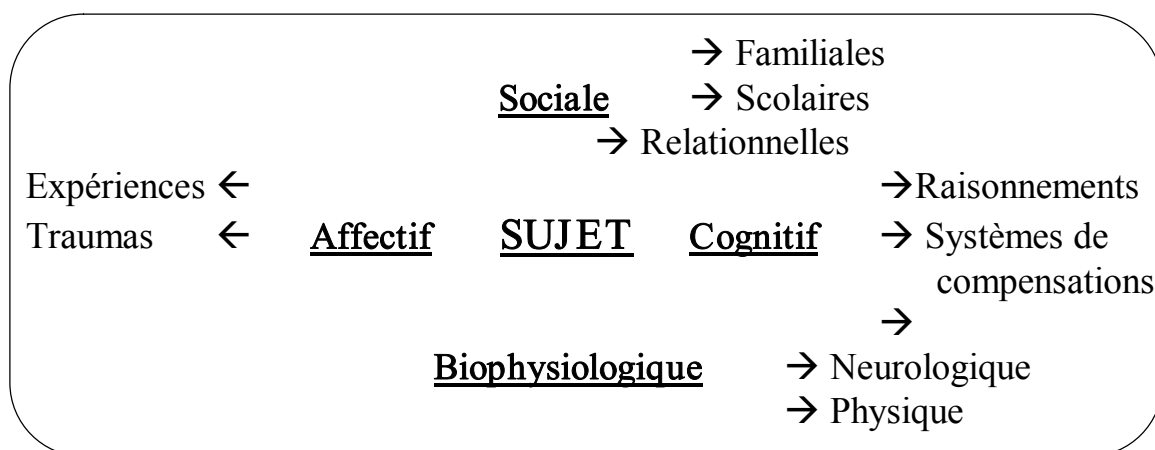 → Familiales
Sociale → Scolaires
→ Relationnelles
Expériences ← →Raisonnements
Traumas ← Affectif SUJET Cognitif → Systèmes de
compensations
→
Biophysiologique → Neurologique
→ Physique